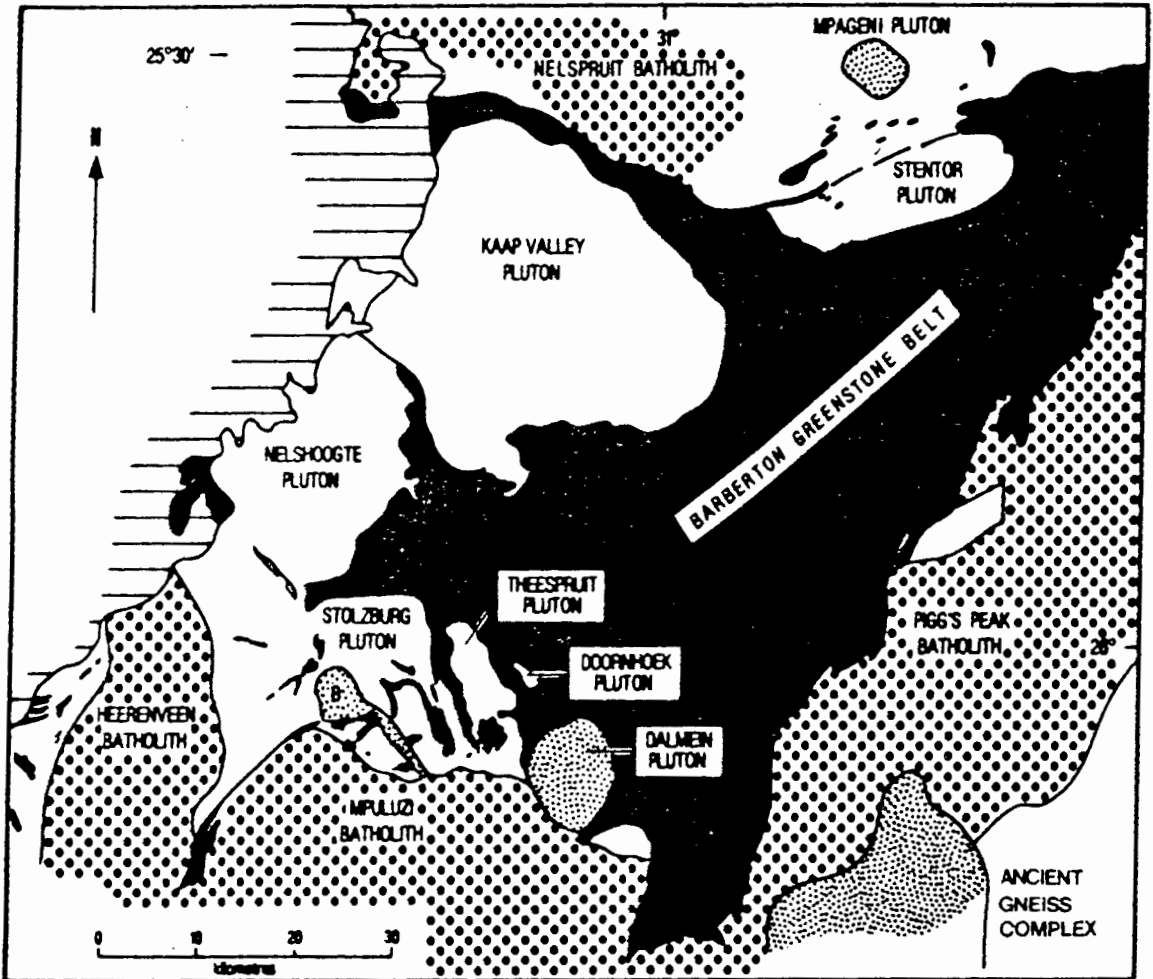 MPAGENI PLUTON
25°30'
31°
NELSPRUIT BATHOLITH
N
STENTOR
PLUTON
KAAP VALLEY
PLUTON
BARBERTON GREENSTONE BELT
NELSHOOGTE
PLUTON
THEESPRUIT
PLUTON
STOLZBURG
PLUTON
PIGG'S PEAK
BATHOLITH
26°
DOORNHOEK
PLUTON
B
HEERENVEEN
BATHOLITH
DALMEIN
PLUTON
MPULUZI
BATHOLITH
ANCIENT
GNEISS
COMPLEX
0 10 20 30
kilometres